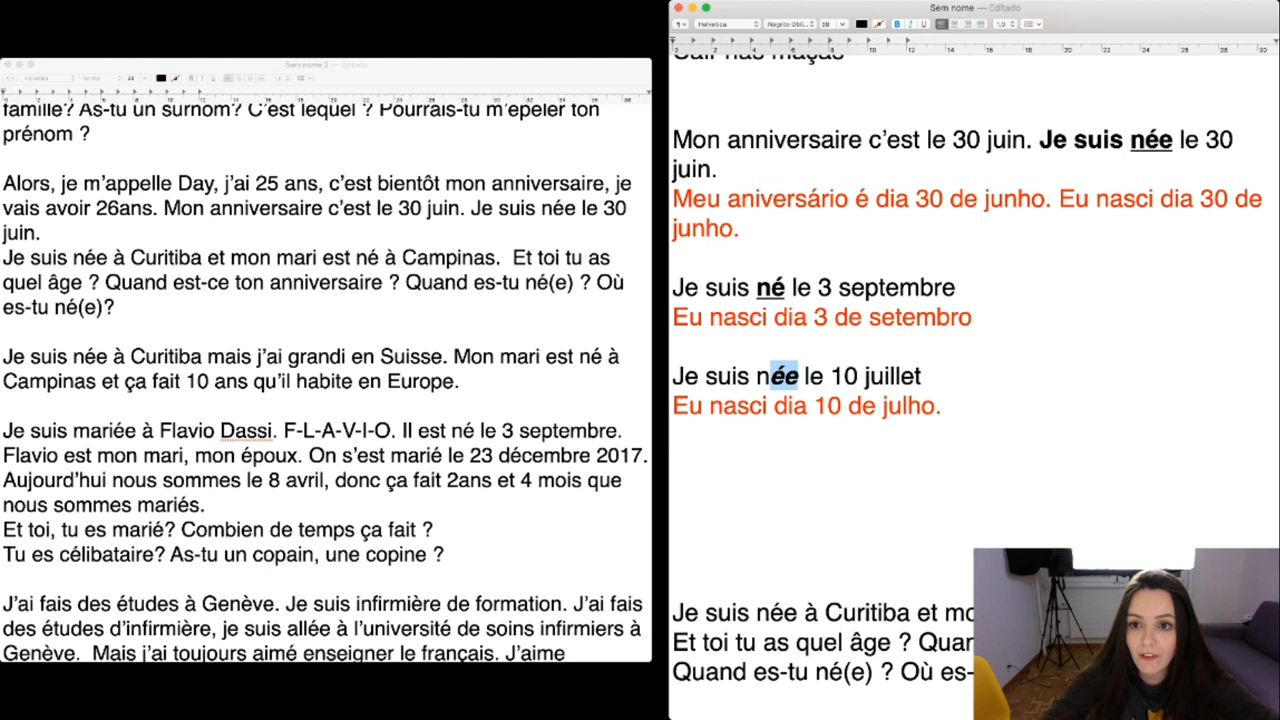 Sem nome 2 — Editado
famille? As-tu un surnom? C'est lequel ? Pourrais-tu m'épeler ton
prénom ?
Alors, je m'appelle Day, j'ai 25 ans, c'est bientôt mon anniversaire, je
vais avoir 26ans. Mon anniversaire c'est le 30 juin. Je suis née le 30
juin.
Je suis née à Curitiba et mon mari est né à Campinas.  Et toi tu as
quel âge ? Quand est-ce ton anniversaire ? Quand es-tu né(e) ? Où
es-tu né(e)?
Je suis née à Curitiba mais j'ai grandi en Suisse. Mon mari est né à
Campinas et ça fait 10 ans qu'il habite en Europe.
Je suis mariée à Flavio Dassi. F-L-A-V-I-O. Il est né le 3 septembre.
Flavio est mon mari, mon époux. On s'est marié le 23 décembre 2017.
Aujourd'hui nous sommes le 8 avril, donc ça fait 2ans et 4 mois que
nous sommes mariés.
Et toi, tu es marié? Combien de temps ça fait ?
Tu es célibataire? As-tu un copain, une copine ?
J'ai fais des études à Genève. Je suis infirmière de formation. J'ai fais
des études d'infirmière, je suis allée à l'université de soins infirmiers à
Genève.  Mais j'ai toujours aimé enseigner le français. J'aime
Sem nome — Editado
Helvetica
Negrito Oblí...
Cair nas maçãs
Mon anniversaire c'est le 30 juin. Je suis née le 30
juin.
Meu aniversário é dia 30 de junho. Eu nasci dia 30 de
junho.
Je suis né le 3 septembre
Eu nasci dia 3 de setembro
Je suis née le 10 juillet
Eu nasci dia 10 de julho.
Je suis née à Curitiba et
Et toi tu as quel âge ?
Quand es-tu né(e) ? Où es-